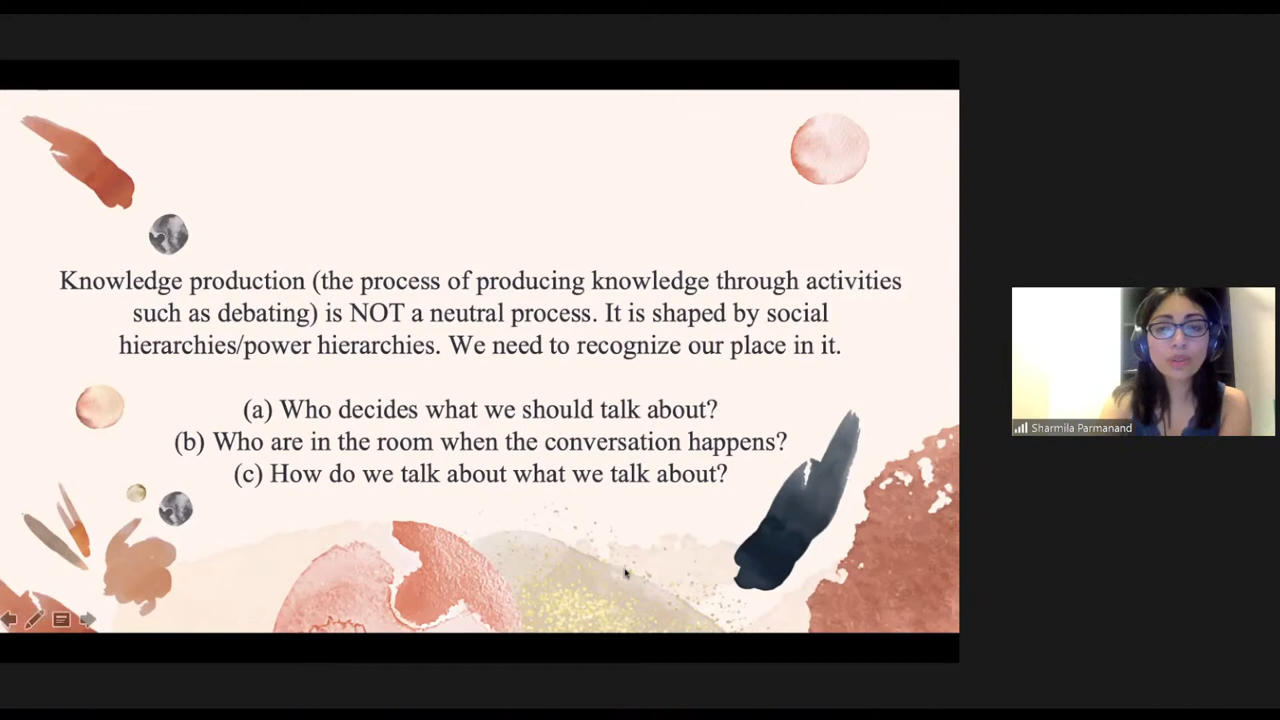 Knowledge production (the process of producing knowledge through activities
such as debating) is NOT a neutral process. It is shaped by social
hierarchies/power hierarchies. We need to recognize our place in it.
(a) Who decides what we should talk about?
(b) Who are in the room when the conversation happens?
(c) How do we talk about what we talk about?
Sharmila Parmanand